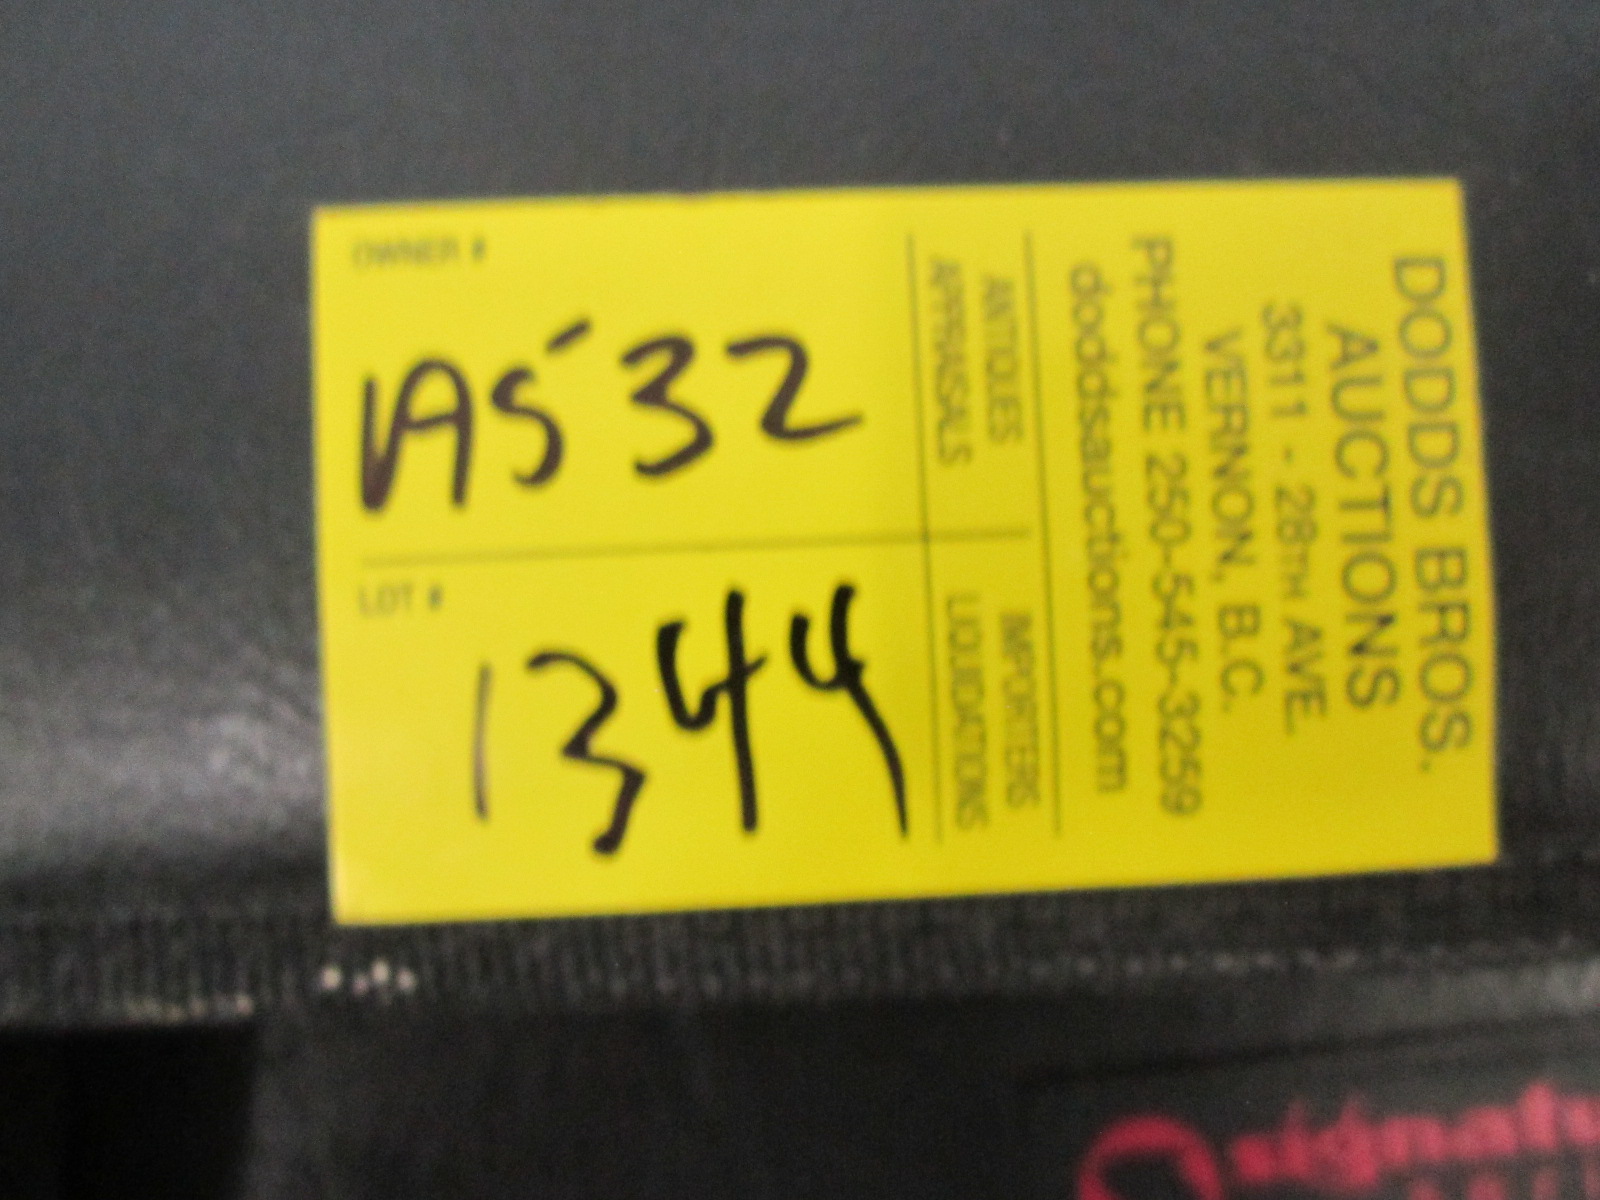 OWNER #
A532
LOT #
1344
ANTIQUES
APPRAISALS
IMPORTERS
LIQUIDATIONS
DODDS BROS.
AUCTIONS
3311 - 28TH AVE.
VERNON, B.C.
PHONE 250-545-3259
doddsauctions.com